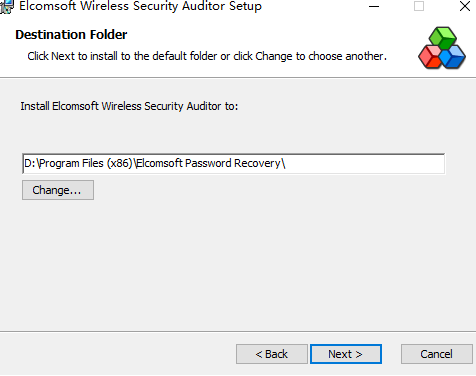 Elcomsoft Wireless Security Auditor Setup
Destination Folder
Click Next to install to the default folder or click Change to choose another.
Install Elcomsoft Wireless Security Auditor to:
D:\Program Files (x86)\Elcomsoft Password Recovery\
Change...
< Back Next > Cancel